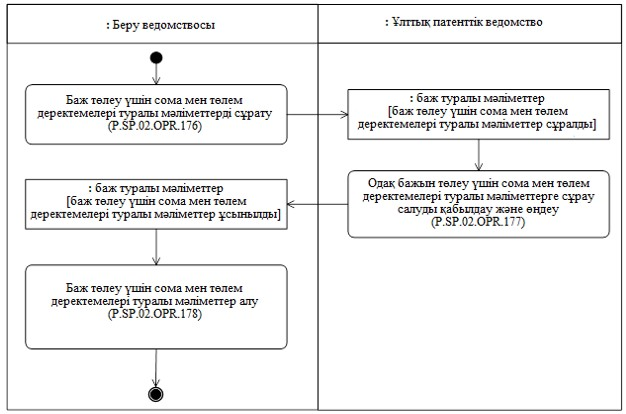 : Беру ведомствосы
: Ұлттық патенттік ведомство
Баж төлеу үшін сома мен төлем
деректемелері туралы мәліметтерді сұрату
(P.SP.02.OPR.176)
: баж туралы мәліметтер
[баж төлеу үшін сома мен төлем
деректемелері туралы мәліметтер сұралды]
Одақ бажын төлеу үшін сома мен төлем
деректемелері туралы мәліметтерге сұрау
салуды қабылдау және өңдеу
(P.SP.02.OPR.177)
: баж туралы мәліметтер
[баж төлеу үшін сома мен төлем
деректемелері туралы мәліметтер ұсынылды]
Баж төлеу үшін сома мен төлем
деректемелері туралы мәліметтер алу
(P.SP.02.OPR.178)